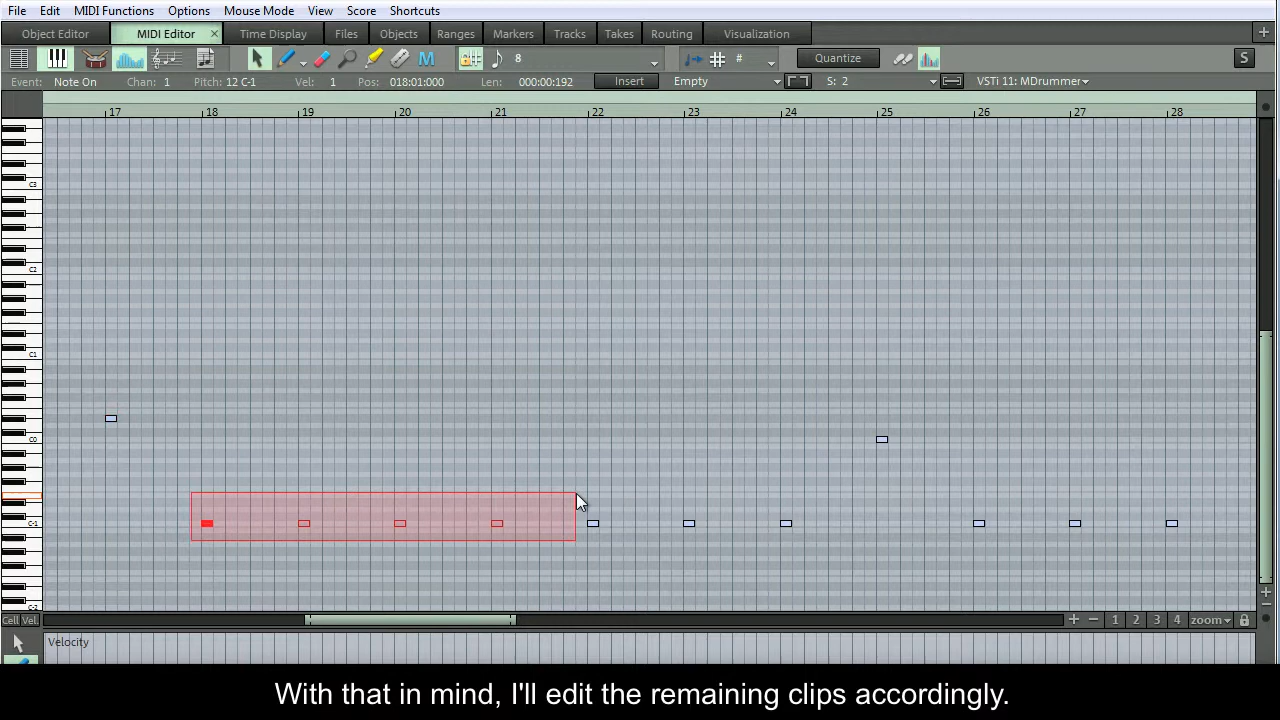 File Edit MIDI Functions Options Mouse Mode View Score Shortcuts
Object Editor MIDI Editor × Time Display Files Objects Ranges Markers Tracks Takes Routing Visualization +
M 8 # Quantize S
Event: Note On Chan: 1 Pitch: 12 C-1 Vel: 1 Pos: 018:01:000 Len: 000:00:192 Insert Empty S: 2 VSTi 11: MDrummer
17 18 19 20 21 22 23 24 25 26 27 28
C3
C2
C1
C0
C-1
C-2
Cell Vel. + − 1 2 3 4 zoom
Velocity
With that in mind, I'll edit the remaining clips accordingly.